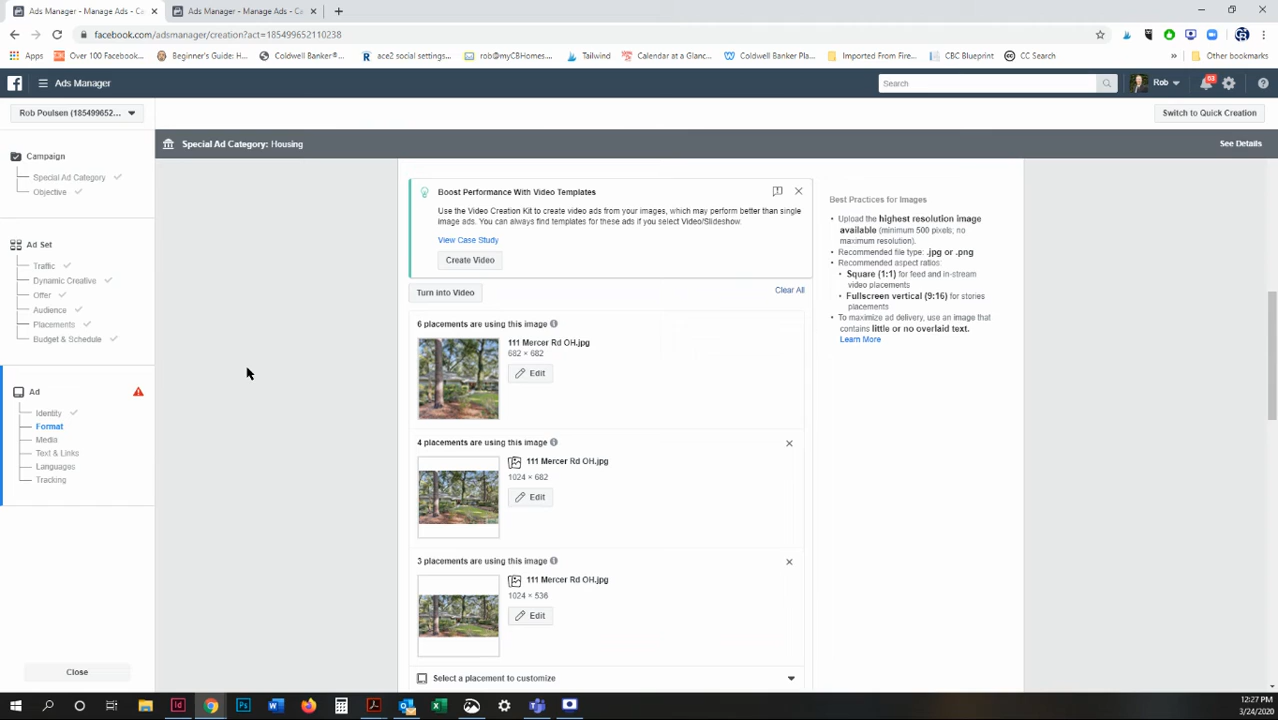 Ads Manager - Manage Ads - Ca
Ads Manager - Manage Ads - Ca
facebook.com/adsmanager/creation?act=185499652110238
Apps
Over 100 Facebook...
Beginner's Guide: H...
Coldwell Banker®...
ace2 social settings...
rob@myCBHomes...
Tailwind
Calendar at a Glanc...
Coldwell Banker Pla...
Imported From Fire...
CBC Blueprint
CC Search
»
Other bookmarks
Ads Manager
Search
Rob
Rob Poulsen (185499652...
Switch to Quick Creation
Campaign
Special Ad Category
Objective
Ad Set
Traffic
Dynamic Creative
Offer
Audience
Placements
Budget & Schedule
Ad
Identity
Format
Media
Text & Links
Languages
Tracking
Close
Special Ad Category: Housing
See Details
Boost Performance With Video Templates
Use the Video Creation Kit to create video ads from your images, which may perform better than single
image ads. You can always find templates for these ads if you select Video/Slideshow.
View Case Study
Create Video
Turn into Video
Clear All
6 placements are using this image
111 Mercer Rd OH.jpg
682 × 682
Edit
4 placements are using this image
111 Mercer Rd OH.jpg
1024 × 682
Edit
3 placements are using this image
111 Mercer Rd OH.jpg
1024 × 536
Edit
Select a placement to customize
Best Practices for Images
• Upload the highest resolution image
available (minimum 500 pixels, no
maximum resolution).
• Recommended file type: .jpg or .png
• Recommended aspect ratios:
• Square (1:1) for feed and in-stream
video placements
• Fullscreen vertical (9:16) for stories
placements
• To maximize ad delivery, use an image that
contains little or no overlaid text.
Learn More
12:27 PM
3/24/2020